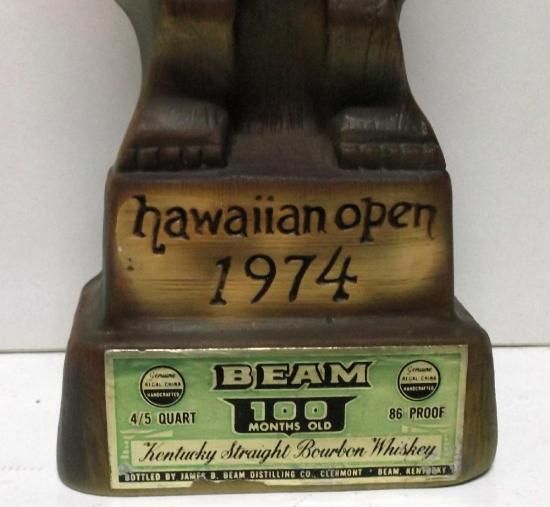 hawaiian open
1974
Genuine
REGAL CHINA
HANDCRAFTED
BEAM
Genuine
REGAL CHINA
HANDCRAFTED
4/5 QUART
100
MONTHS OLD
86 PROOF
Kentucky Straight Bourbon Whiskey
BOTTLED BY JAMES B. BEAM DISTILLING CO., CLERMONT * BEAM, KENTUCKY